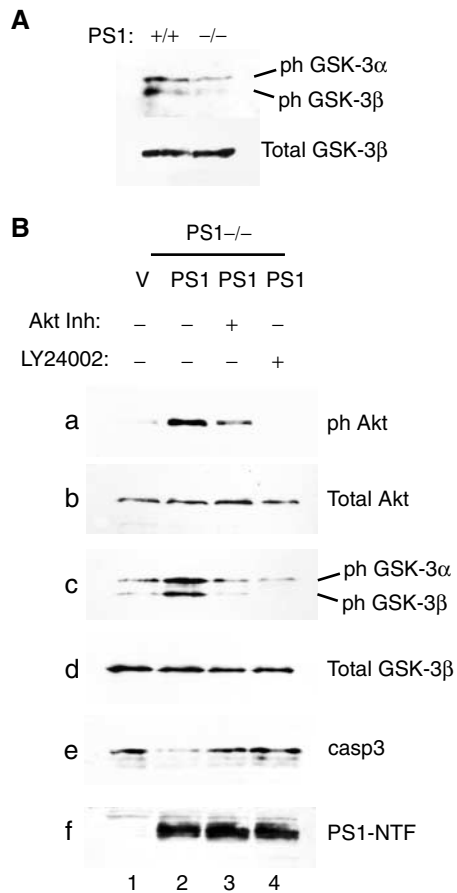 A
PS1: +/+ −/−
ph GSK-3α
ph GSK-3β
Total GSK-3β
B
PS1−/−
V PS1 PS1 PS1
Akt Inh: − − + −
LY24002: − − − +
a ph Akt
b Total Akt
c ph GSK-3α
ph GSK-3β
d Total GSK-3β
e casp3
f PS1-NTF
1 2 3 4